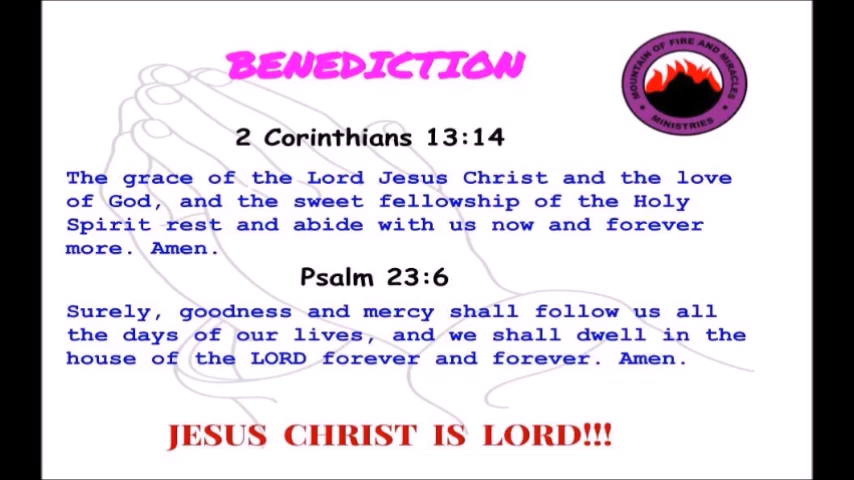 BENEDICTION
MOUNTAIN OF FIRE AND MIRACLES
MINISTRIES
2 Corinthians 13:14
The grace of the Lord Jesus Christ and the love
of God, and the sweet fellowship of the Holy
Spirit rest and abide with us now and forever
more. Amen.
Psalm 23:6
Surely, goodness and mercy shall follow us all
the days of our lives, and we shall dwell in the
house of the LORD forever and forever. Amen.
JESUS CHRIST IS LORD!!!